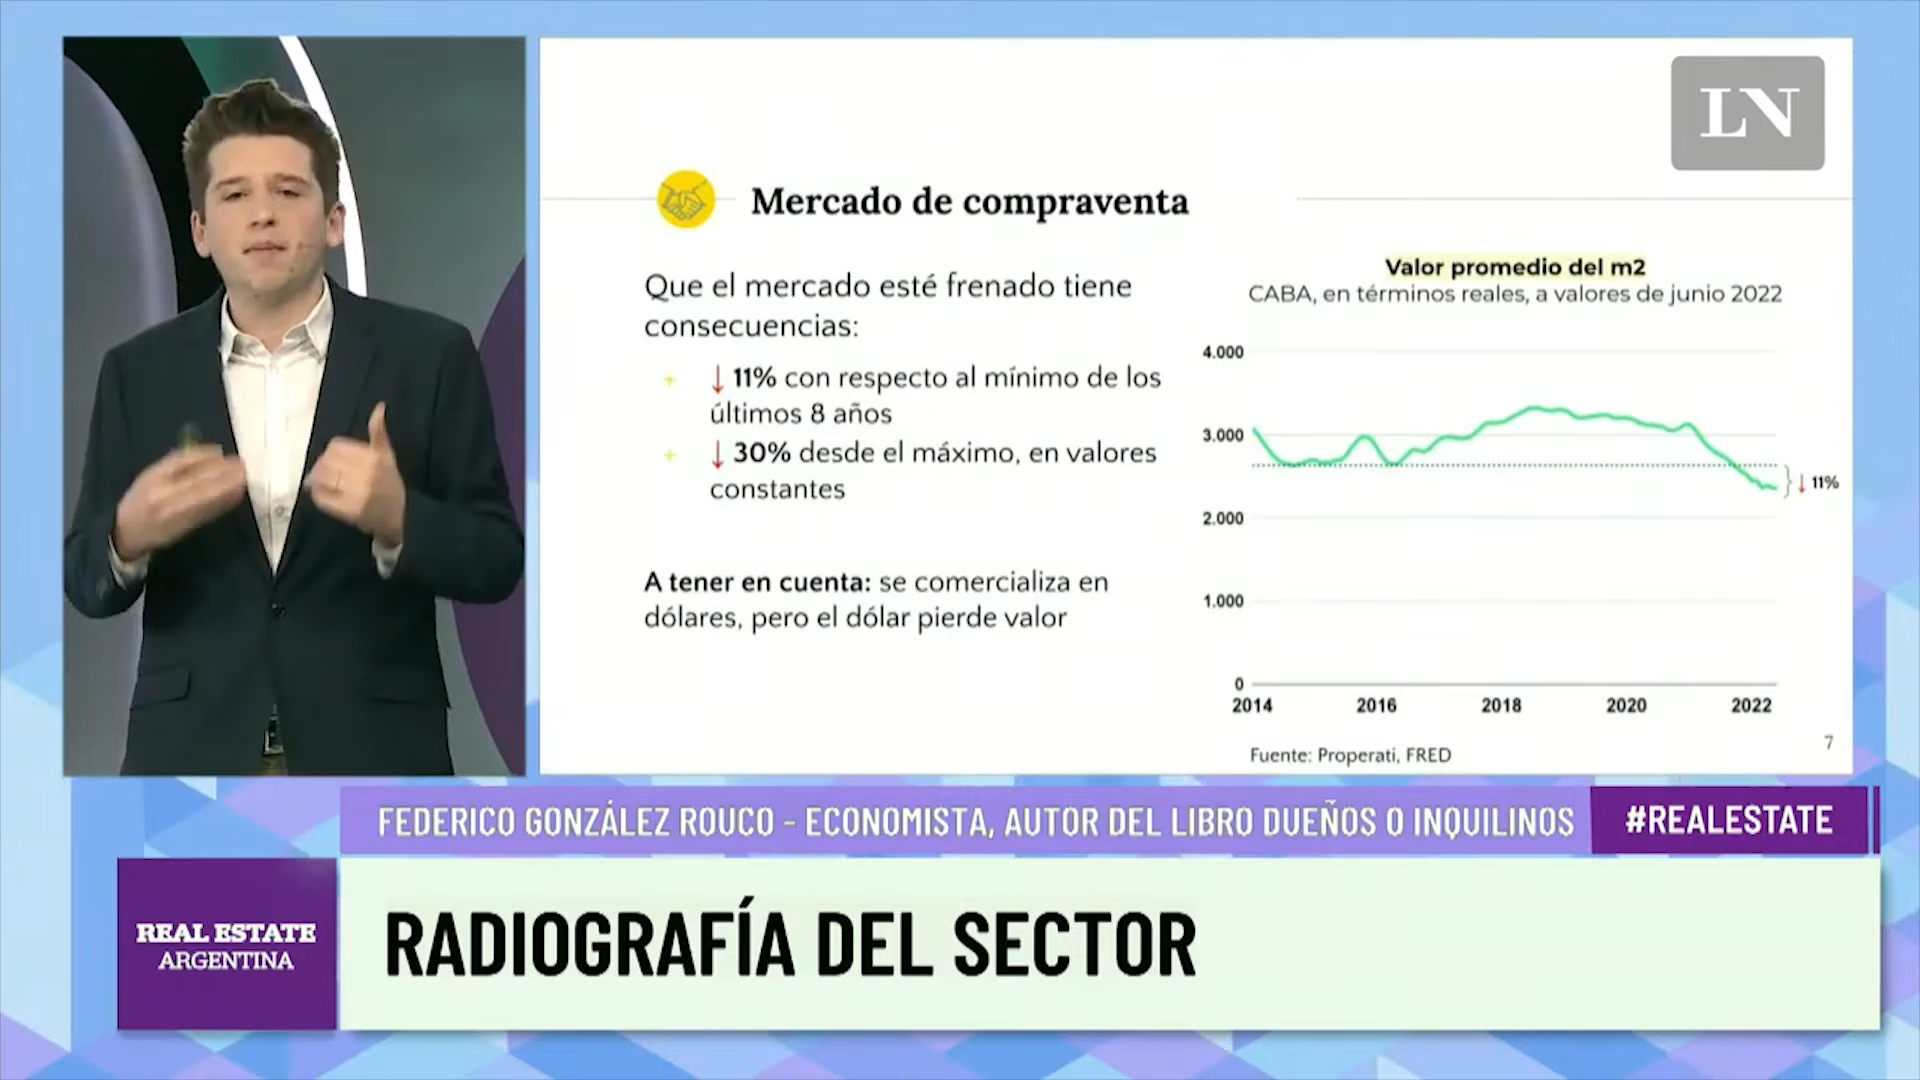 LN
Mercado de compraventa
Que el mercado esté frenado tiene
consecuencias:
+ ↓ 11% con respecto al mínimo de los
últimos 8 años
+ ↓ 30% desde el máximo, en valores
constantes
A tener en cuenta: se comercializa en
dólares, pero el dólar pierde valor
Valor promedio del m2
CABA, en términos reales, a valores de junio 2022
4.000
3.000
2.000
1.000
0
↓ 11%
2014 2016 2018 2020 2022
Fuente: Properati, FRED
7
FEDERICO GONZÁLEZ ROUCO - ECONOMISTA, AUTOR DEL LIBRO DUEÑOS O INQUILINOS
#REALESTATE
REAL ESTATE
ARGENTINA
RADIOGRAFÍA DEL SECTOR